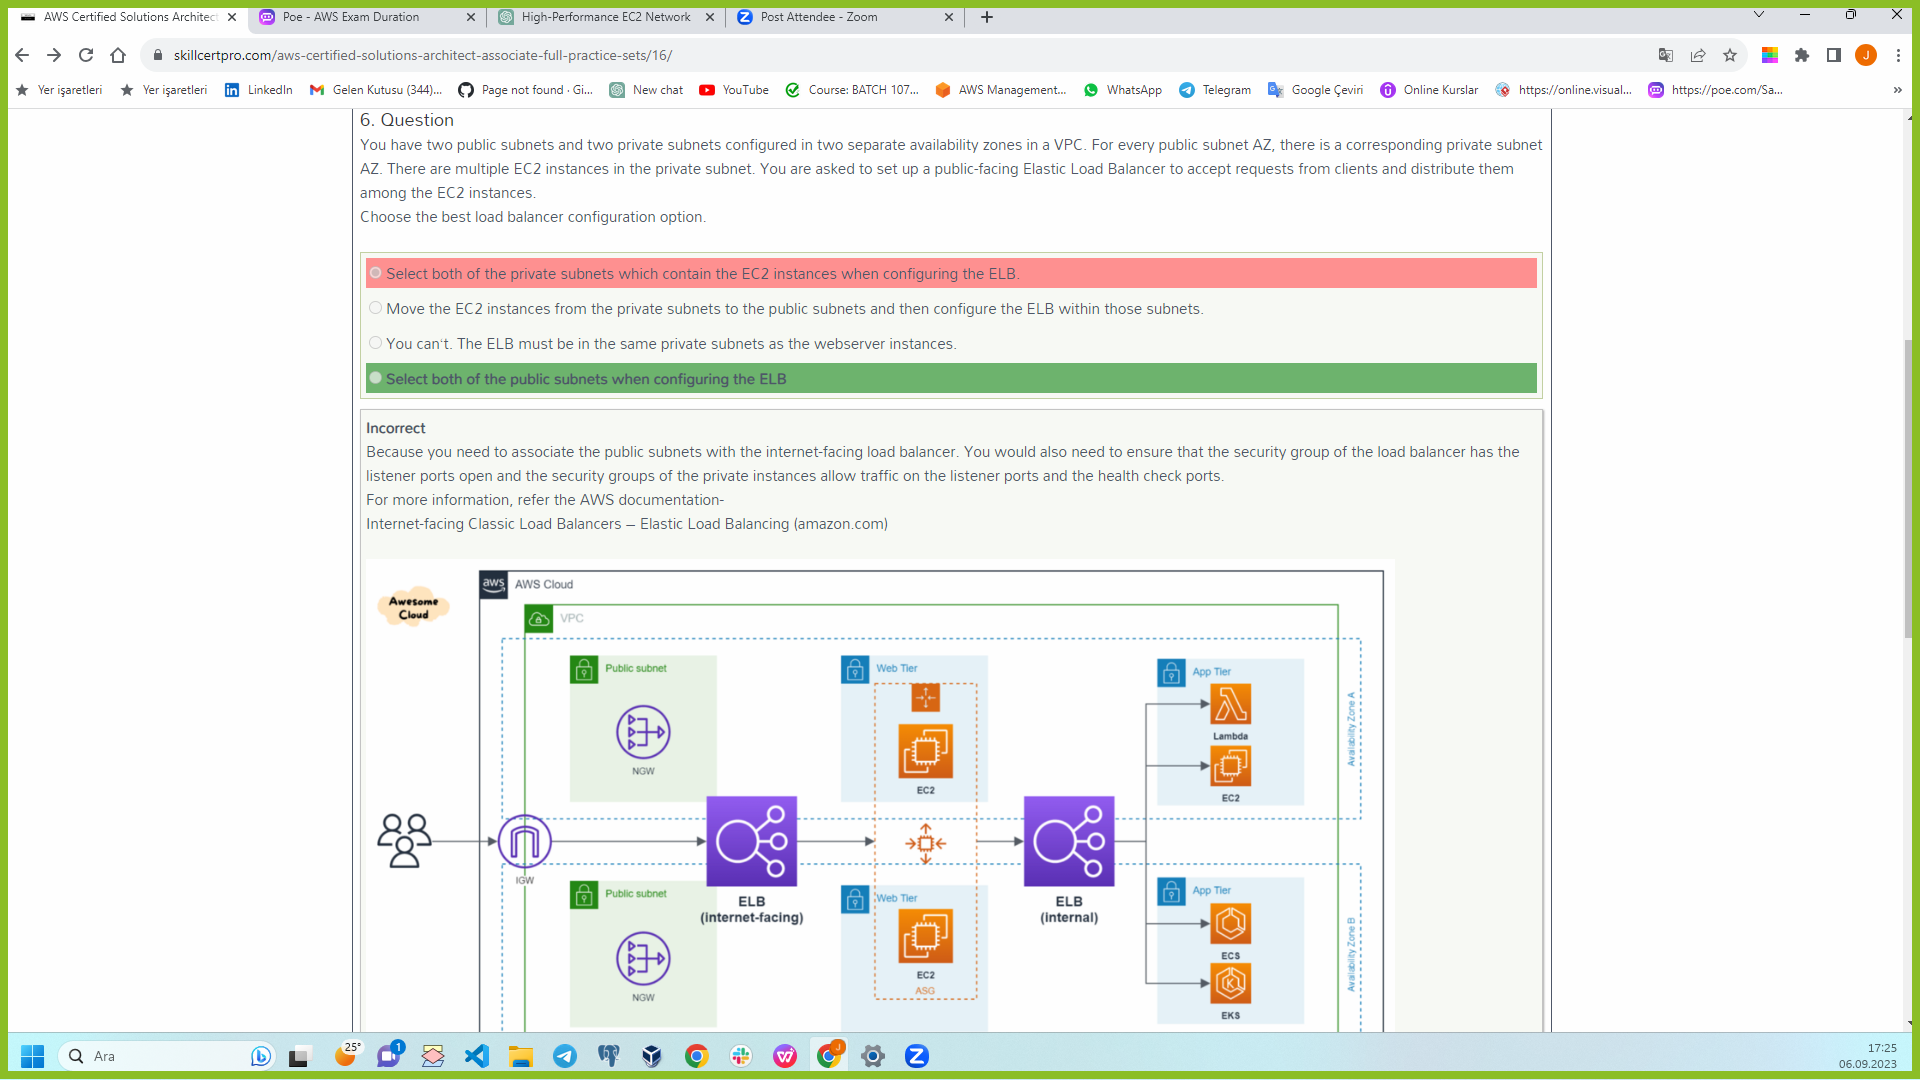 AWS Certified Solutions Architect
Poe - AWS Exam Duration
High-Performance EC2 Network
Post Attendee - Zoom
skillcertpro.com/aws-certified-solutions-architect-associate-full-practice-sets/16/
J
Yer işaretleri
Yer işaretleri
LinkedIn
Gelen Kutusu (344)...
Page not found · Gi...
New chat
YouTube
Course: BATCH 107...
AWS Management...
WhatsApp
Telegram
Google Çeviri
Online Kurslar
https://online.visual...
https://poe.com/Sa...
6. Question
You have two public subnets and two private subnets configured in two separate availability zones in a VPC. For every public subnet AZ, there is a corresponding private subnet
AZ. There are multiple EC2 instances in the private subnet. You are asked to set up a public-facing Elastic Load Balancer to accept requests from clients and distribute them
among the EC2 instances.
Choose the best load balancer configuration option.
Select both of the private subnets which contain the EC2 instances when configuring the ELB.
Move the EC2 instances from the private subnets to the public subnets and then configure the ELB within those subnets.
You can't. The ELB must be in the same private subnets as the webserver instances.
Select both of the public subnets when configuring the ELB
Incorrect
Because you need to associate the public subnets with the internet-facing load balancer. You would also need to ensure that the security group of the load balancer has the
listener ports open and the security groups of the private instances allow traffic on the listener ports and the health check ports.
For more information, refer the AWS documentation-
Internet-facing Classic Load Balancers – Elastic Load Balancing (amazon.com)
Awesome
Cloud
aws
AWS Cloud
VPC
Public subnet
Web Tier
App Tier
Lambda
NGW
EC2
EC2
Availability Zone A
IGW
ELB
(internet-facing)
ELB
(internal)
Public subnet
Web Tier
App Tier
ECS
EC2
ASG
NGW
EKS
Availability Zone B
Ara
25°
1
J
17:25
06.09.2023